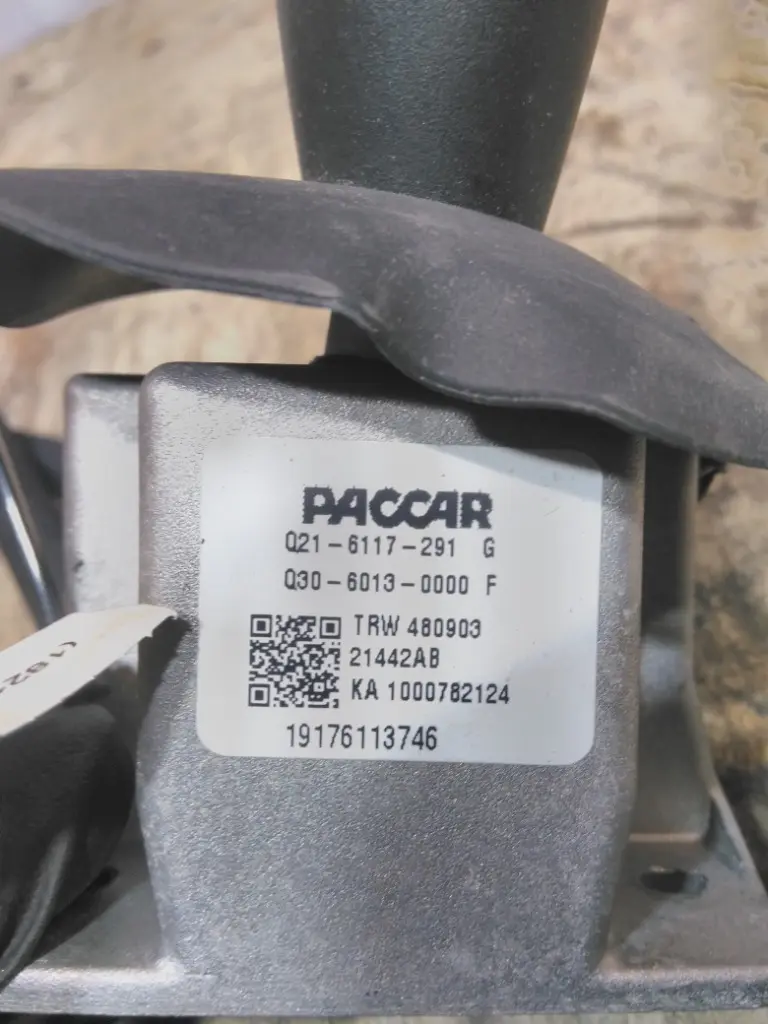 PACCAR
Q21-6117-291 G
Q30-6013-0000 F
TRW 480903
21442AB
KA 1000782124
19176113746